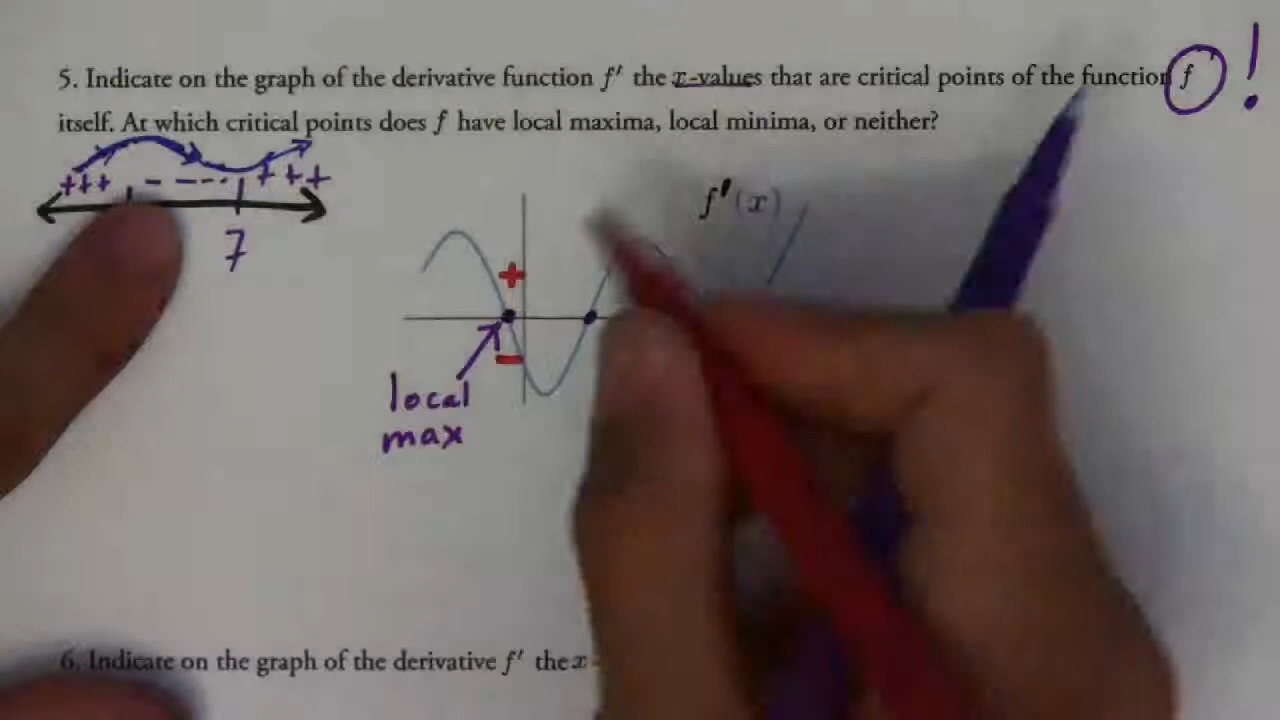 5. Indicate on the graph of the derivative function f′ the x-values that are critical points of the function f !
itself. At which critical points does f have local maxima, local minima, or neither?
+++ - ---- +++
7
f′(x)
+
-
local
max
6. Indicate on the graph of the derivative f′ the x